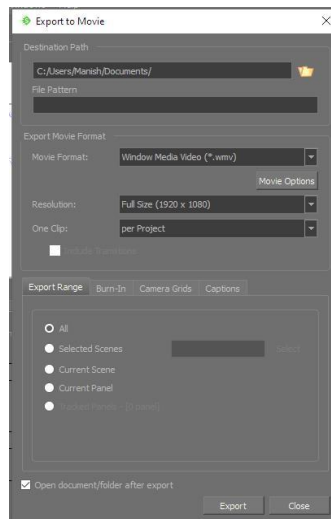 Export to Movie
Destination Path
C:/Users/Manish/Documents/
File Pattern
Export Movie Format
Movie Format: Window Media Video (*.wmv)
Movie Options
Resolution: Full Size (1920 x 1080)
One Clip: per Project
Include Transitions
Export Range Burn-In Camera Grids Captions
All
Selected Scenes Select
Current Scene
Current Panel
Open document/folder after export
Export Close